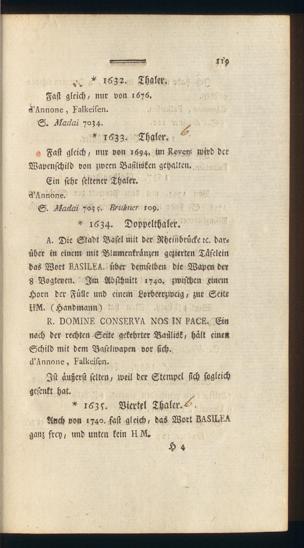 119
* 1632. Thaler.
Fast gleich, nur von 1676.
d'Annone, Falkeisen.
S. Madai 7034.
* 1633. Thaler. 6
Fast gleich, nur von 1694. im Revers wird der
Wapenschild von zween Basilisken gehalten.
Ein sehr seltener Thaler.
d'Annone.
S. Madai 7035. Brukner 109.
* 1634. Doppelthaler.
A. Die Stadt Basel mit der Rheinbrücke ꝛc. dar-
über in einem mit Blumenkränzen gezierten Täfelein
das Wort BASILEA. über demselben die Wapen der
8 Vogteyen. Im Abschnitt 1740. zwischen einem
Horn der Fülle und einem Lorbeerzweig, zur Seite
HM. (Handmann)
R. DOMINE CONSERVA NOS IN PACE. Ein
nach der rechten Seite gekehrter Basilisk, hält einen
Schild mit dem Baselwapen vor sich.
d'Annone, Falkeisen.
Ist äußerst selten, weil der Stempel sich sogleich
gesenkt hat.
* 1635. Viertel Thaler. 6
Auch von 1740. fast gleich, das Wort BASILEA
ganz frey, und unten kein HM.
H 4